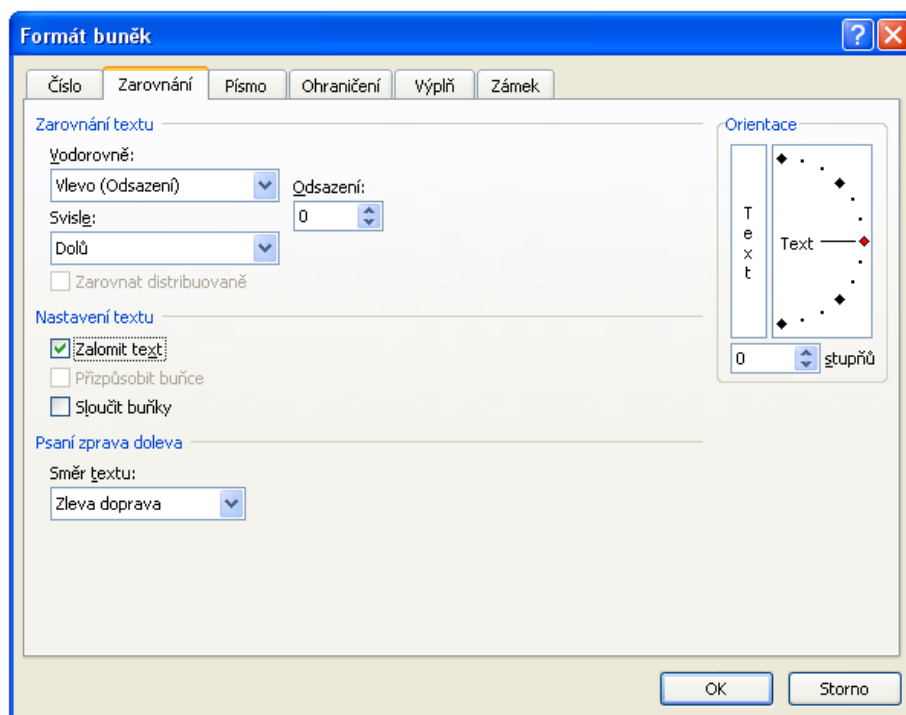 Formát buněk
Číslo Zarovnání Písmo Ohraničení Výplň Zámek
Zarovnání textu
Vodorovně:
Vlevo (Odsazení)
Odsazení:
0
Svisle:
Dolů
Zarovnat distribuovaně
Nastavení textu
Zalomit text
Přizpůsobit buňce
Sloučit buňky
Psaní zprava doleva
Směr textu:
Zleva doprava
Orientace
Text
Text
0 stupňů
OK Storno